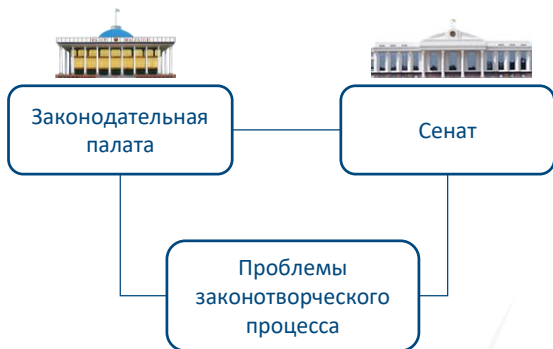 Законодательная
палата
Сенат
Проблемы
законотворческого
процесса